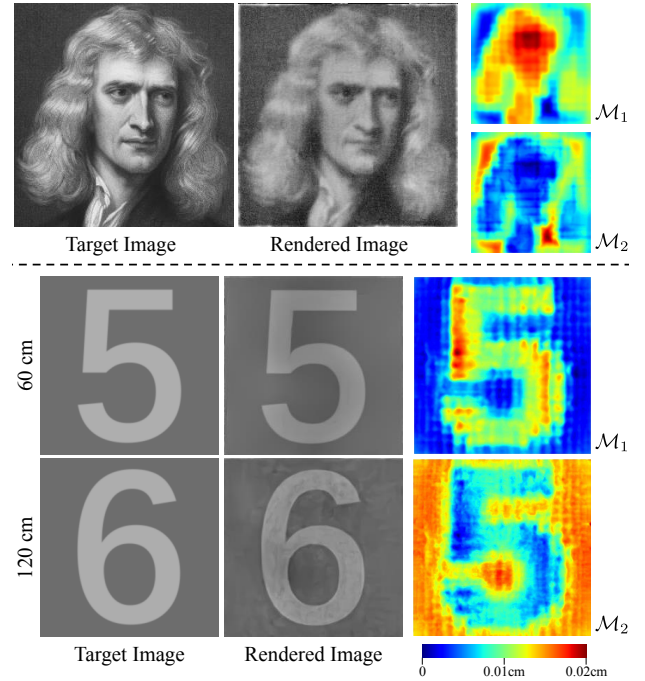 ℳ₁
ℳ₂
Target Image
Rendered Image
60 cm
5
5
ℳ₁
120 cm
6
6
ℳ₂
Target Image
Rendered Image
0
0.01cm
0.02cm